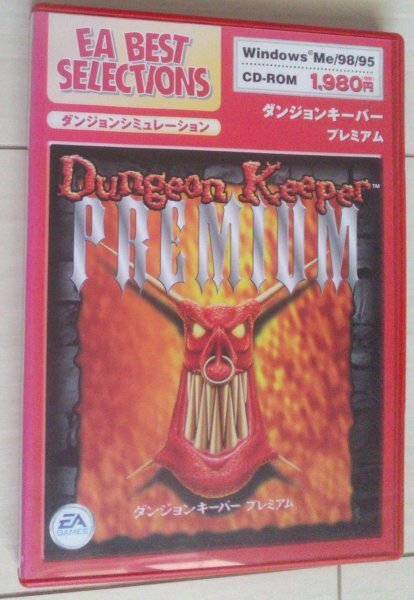 EA BEST
SELECTIONS
ダンジョンシミュレーション
Windows®Me/98/95
CD-ROM 1,980円
ダンジョンキーパー
プレミアム
Dungeon Keeper™
PREMIUM
ダンジョンキーパー プレミアム
EA
GAMES